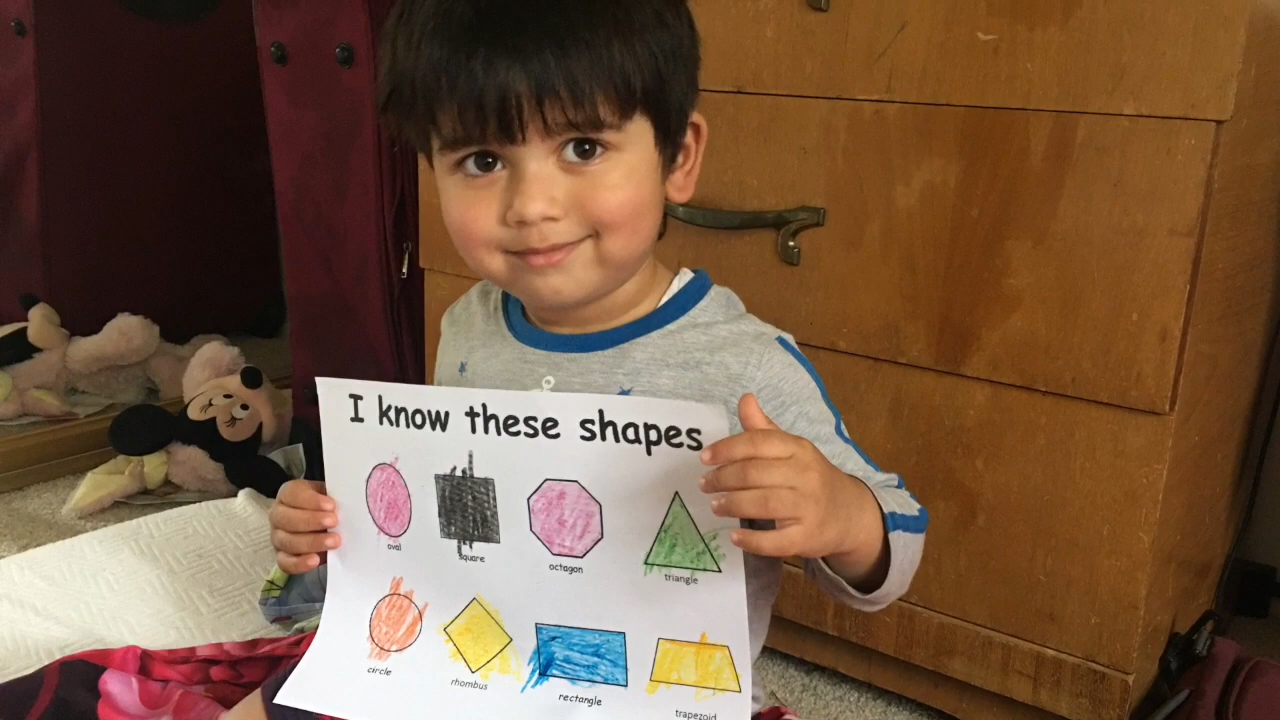 I know these shapes
oval square octagon triangle
circle rhombus rectangle trapezoid